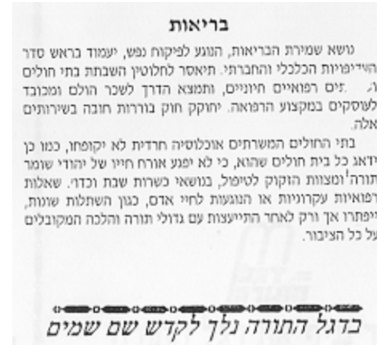 בריאות
נושא שמירת הבריאות, הנוגע לפיקוח נפש, יעמוד בראש סדר
העדיפויות הכלכלי והחברתי. תיאסר לחלוטין השבתת בתי חולים
רפואיים חיוניים, ותמצא הדרך לשכר הולם ומכובד
לעוסקים במקצוע הרפואה. יחוקק חוק בוררות חובה בשירותים
אלה.
בתי החולים המשרתים אוכלוסיה חרדית לא יקופחו, כמו כן
ידאג כל בית חולים שהוא, כי לא יפגע אורח חייו של יהודי שומר
תורה ומצוות הזקוק לטיפול, בנושאי כשרות שבת וכדו'. שאלות
רפואיות עקרוניות או הנוגעות לחיי אדם, כגון השתלות שונות,
ייפתרו אך ורק לאחר התייעצות עם גדולי תורה והלכה המקובלים
על כל הציבור.
בדגל התורה נלך לקדש שם שמים